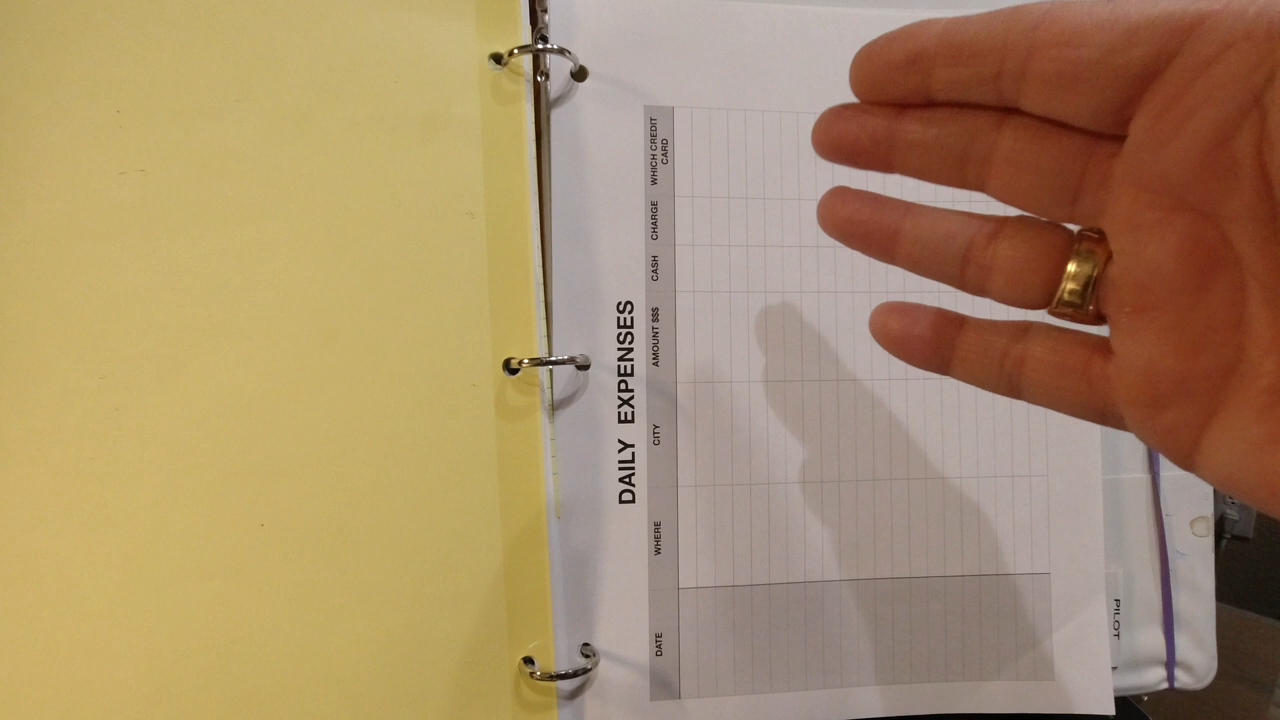 DAILY EXPENSES
DATE WHERE CITY AMOUNT $$$ CASH CHARGE WHICH CREDIT CARD
PILOT